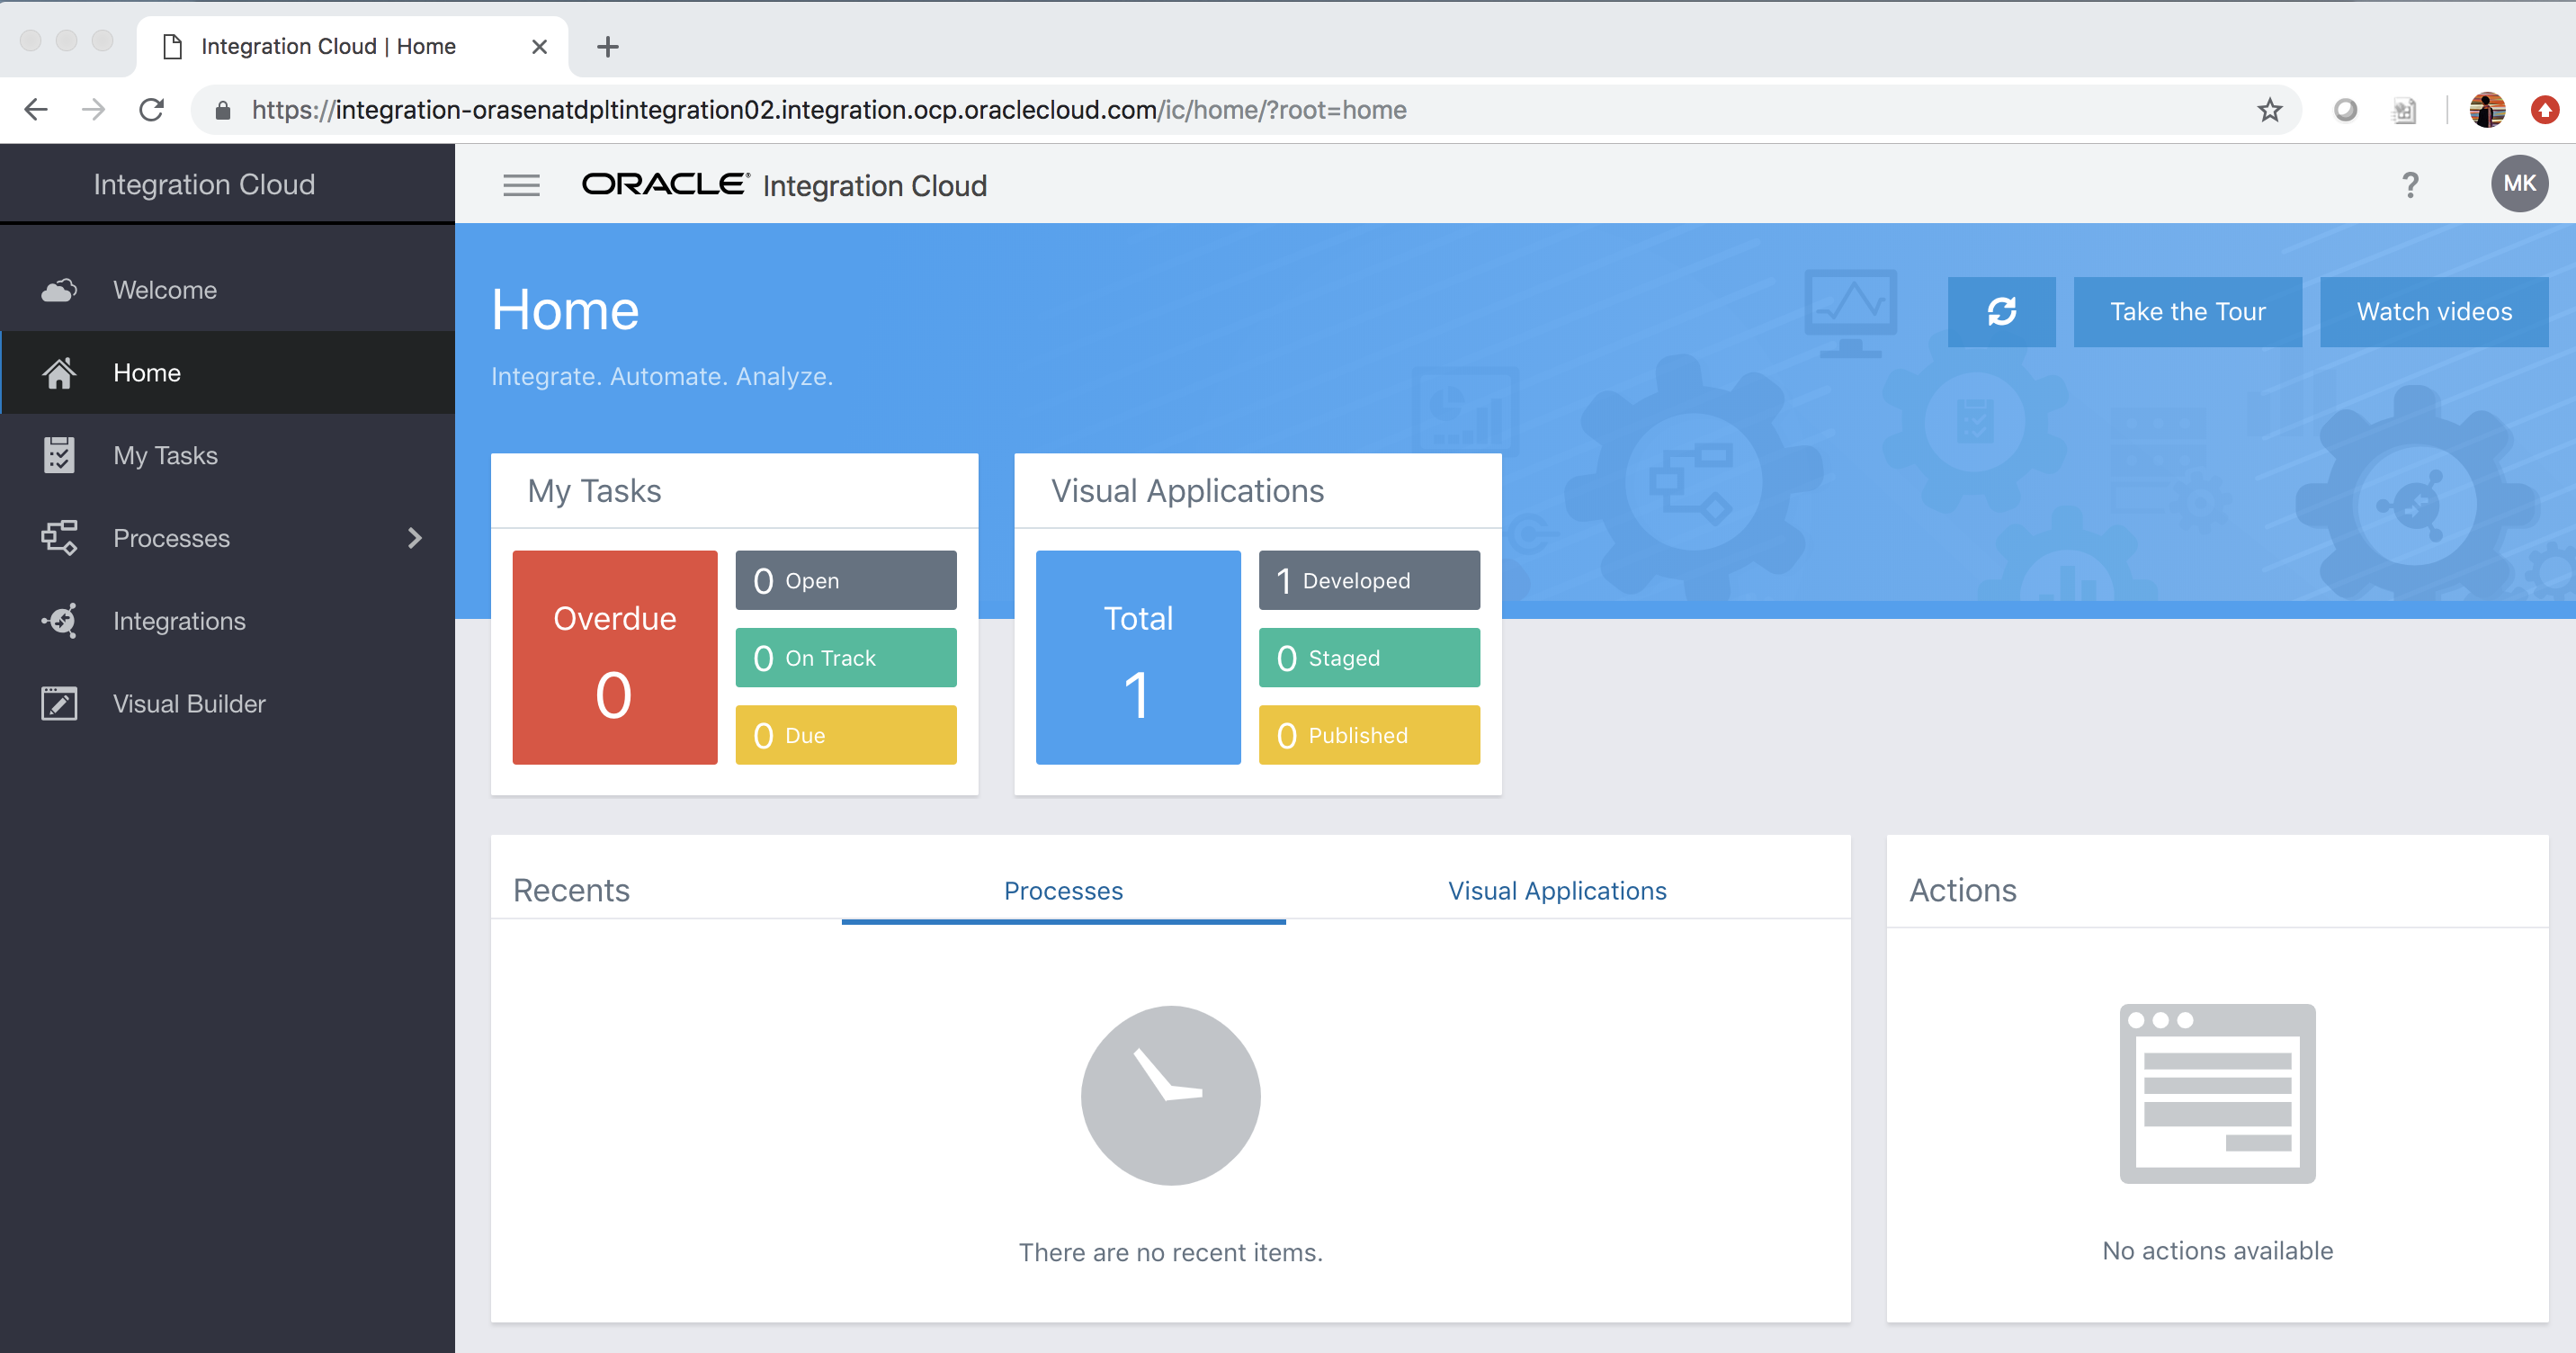 Integration Cloud | Home
https://integration-orasenatdpltintegration02.integration.ocp.oraclecloud.com/ic/home/?root=home
Integration Cloud
ORACLE® Integration Cloud
?
MK
Welcome
Home
My Tasks
Processes
Integrations
Visual Builder
Home
Integrate. Automate. Analyze.
Take the Tour
Watch videos
My Tasks
Overdue
0
0 Open
0 On Track
0 Due
Visual Applications
Total
1
1 Developed
0 Staged
0 Published
Recents
Processes
Visual Applications
There are no recent items.
Actions
No actions available